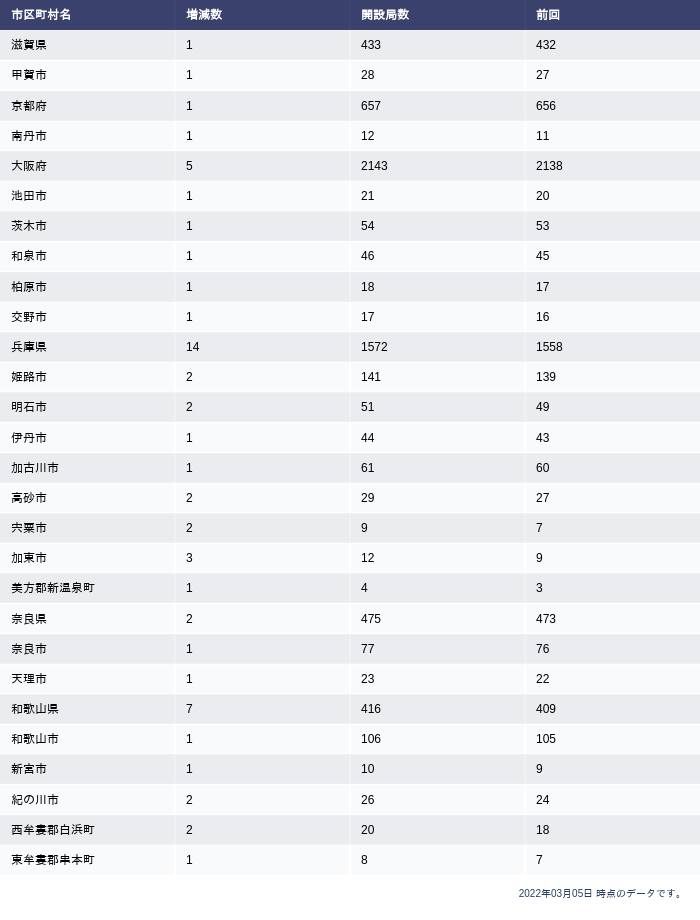 市区町村名 増減数 開設局数 前回
滋賀県 1 433 432
甲賀市 1 28 27
京都府 1 657 656
南丹市 1 12 11
大阪府 5 2143 2138
池田市 1 21 20
茨木市 1 54 53
和泉市 1 46 45
柏原市 1 18 17
交野市 1 17 16
兵庫県 14 1572 1558
姫路市 2 141 139
明石市 2 51 49
伊丹市 1 44 43
加古川市 1 61 60
高砂市 2 29 27
宍粟市 2 9 7
加東市 3 12 9
美方郡新温泉町 1 4 3
奈良県 2 475 473
奈良市 1 77 76
天理市 1 23 22
和歌山県 7 416 409
和歌山市 1 106 105
新宮市 1 10 9
紀の川市 2 26 24
西牟婁郡白浜町 2 20 18
東牟婁郡串本町 1 8 7
2022年03月05日 時点のデータです。